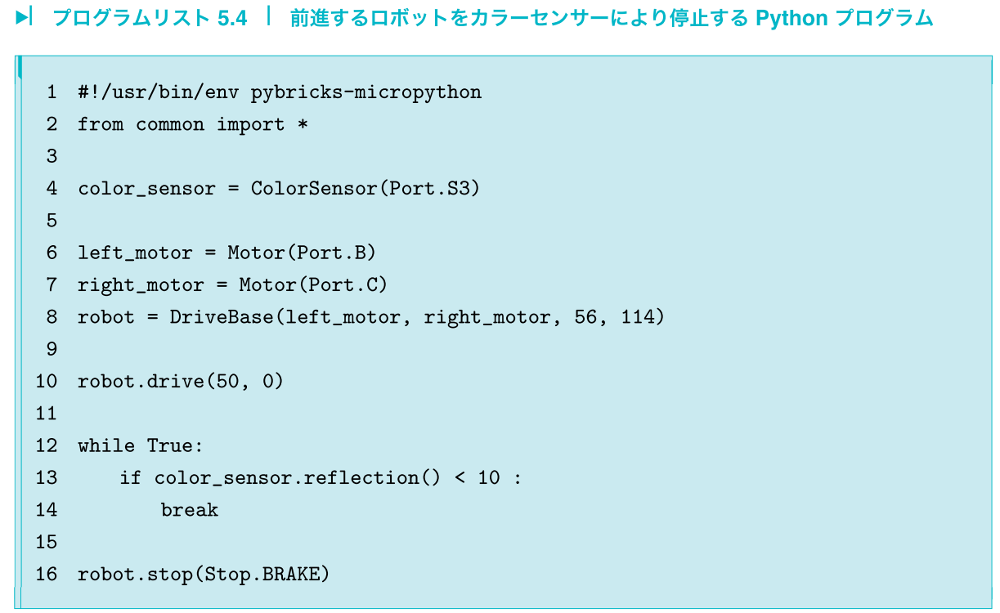 プログラムリスト 5.4 | 前進するロボットをカラーセンサーにより停止する Python プログラム
1 #!/usr/bin/env pybricks-micropython
2 from common import *
3
4 color_sensor = ColorSensor(Port.S3)
5
6 left_motor = Motor(Port.B)
7 right_motor = Motor(Port.C)
8 robot = DriveBase(left_motor, right_motor, 56, 114)
9
10 robot.drive(50, 0)
11
12 while True:
13     if color_sensor.reflection() < 10 :
14         break
15
16 robot.stop(Stop.BRAKE)